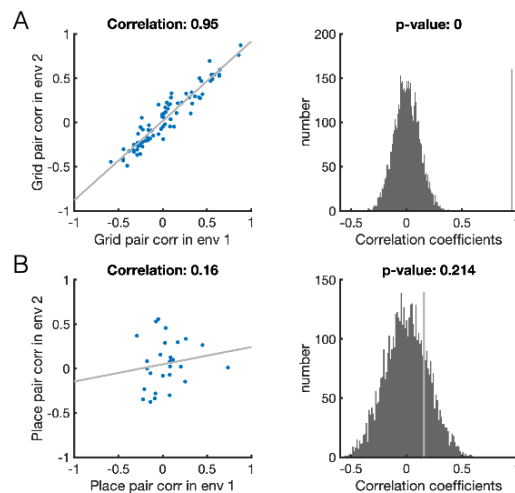 A
Correlation: 0.95
1
0.5
0
-0.5
-1
-1 -0.5 0 0.5 1
Grid pair corr in env 2
Grid pair corr in env 1
p-value: 0
200
150
100
50
0
-0.5 0 0.5
number
Correlation coefficients
B
Correlation: 0.16
1
0.5
0
-0.5
-1
-1 -0.5 0 0.5 1
Place pair corr in env 2
Place pair corr in env 1
p-value: 0.214
150
100
50
0
-0.5 0 0.5
number
Correlation coefficients